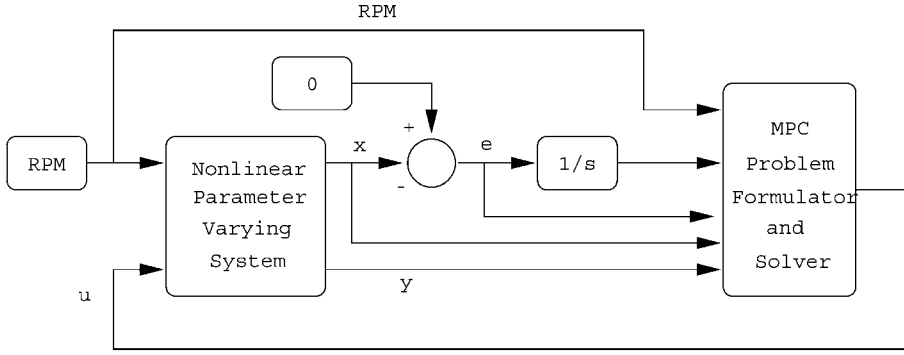 RPM
0
+
x
-
e
1/s
RPM
Nonlinear
Parameter
Varying
System
MPC
Problem
Formulator
and
Solver
u
y